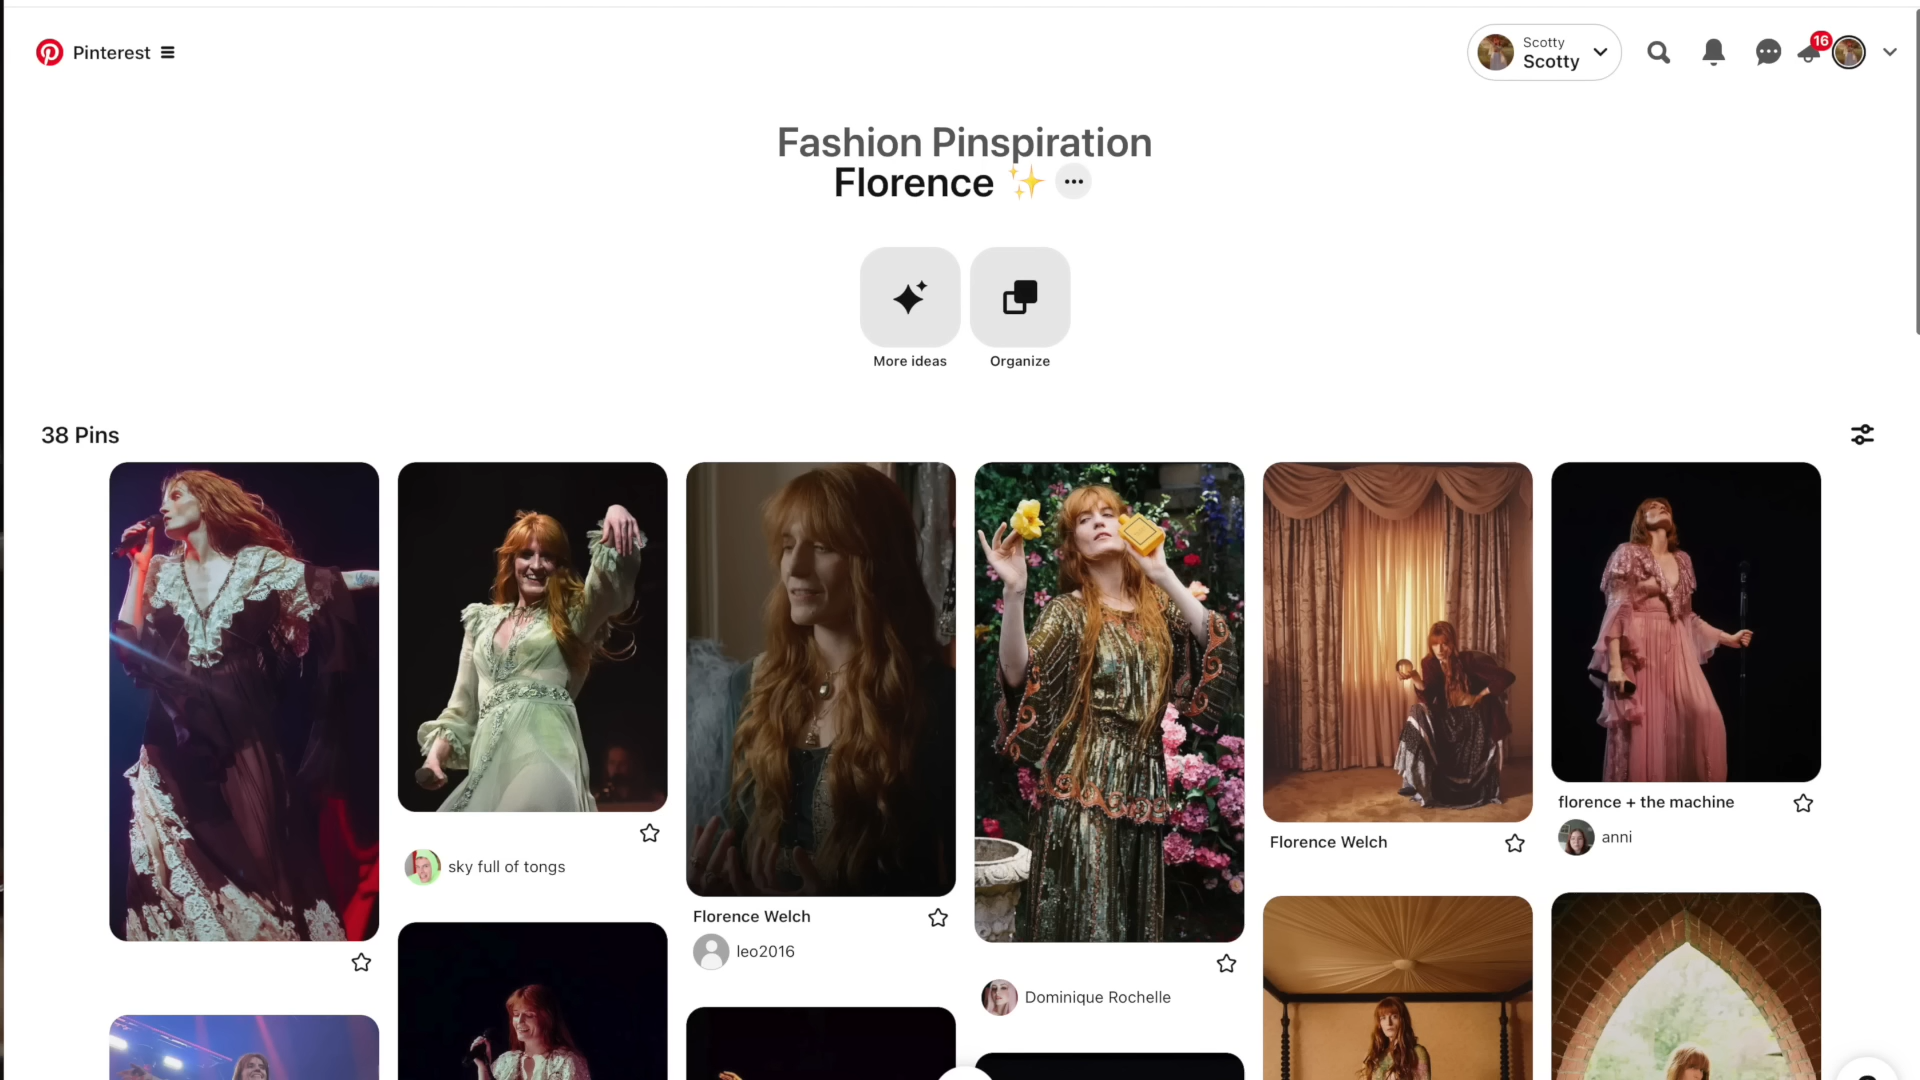 Pinterest
Scotty
Scotty
16
Fashion Pinspiration
Florence ✨
More ideas
Organize
38 Pins
florence + the machine
anni
Florence Welch
sky full of tongs
Florence Welch
leo2016
Dominique Rochelle